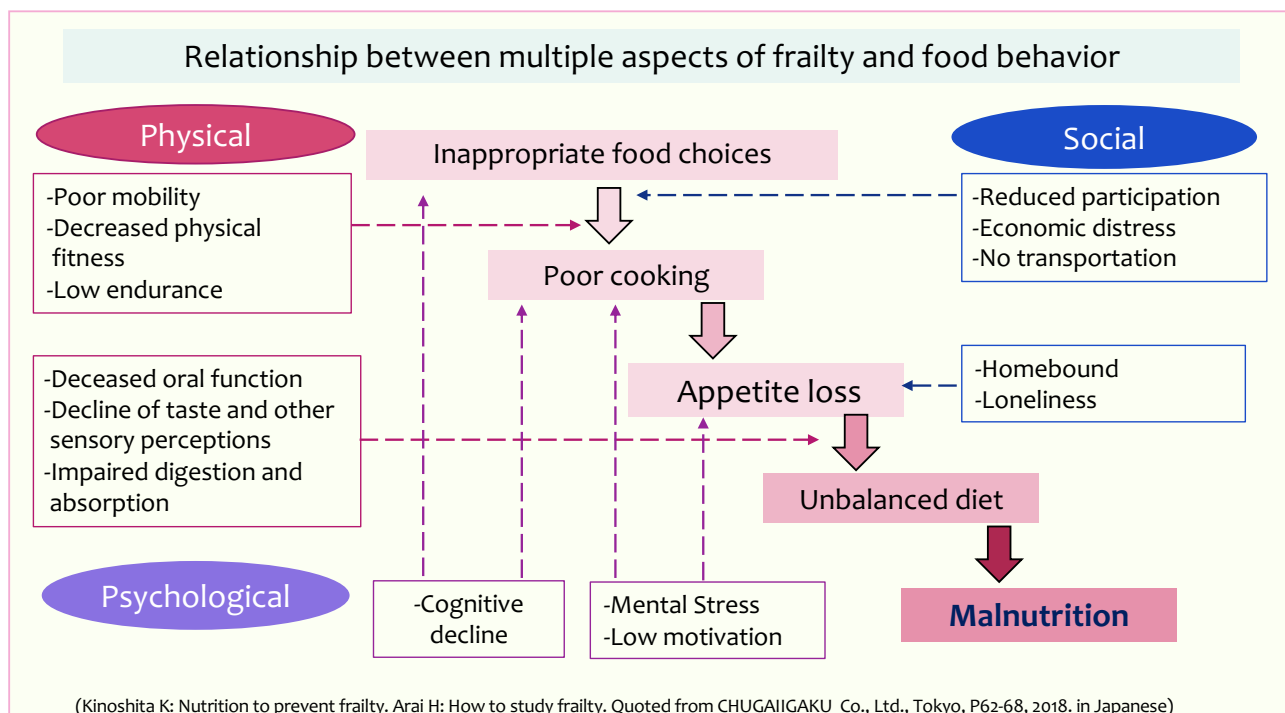 Relationship between multiple aspects of frailty and food behavior
Physical
Inappropriate food choices
Social
-Poor mobility
-Decreased physical
fitness
-Low endurance
-Reduced participation
-Economic distress
-No transportation
Poor cooking
-Deceased oral function
-Decline of taste and other
sensory perceptions
-Impaired digestion and
absorption
Appetite loss
-Homebound
-Loneliness
Unbalanced diet
Psychological
-Cognitive
decline
-Mental Stress
-Low motivation
Malnutrition
(Kinoshita K: Nutrition to prevent frailty. Arai H: How to study frailty. Quoted from CHUGAIIGAKU Co., Ltd., Tokyo, P62-68, 2018. in Japanese)